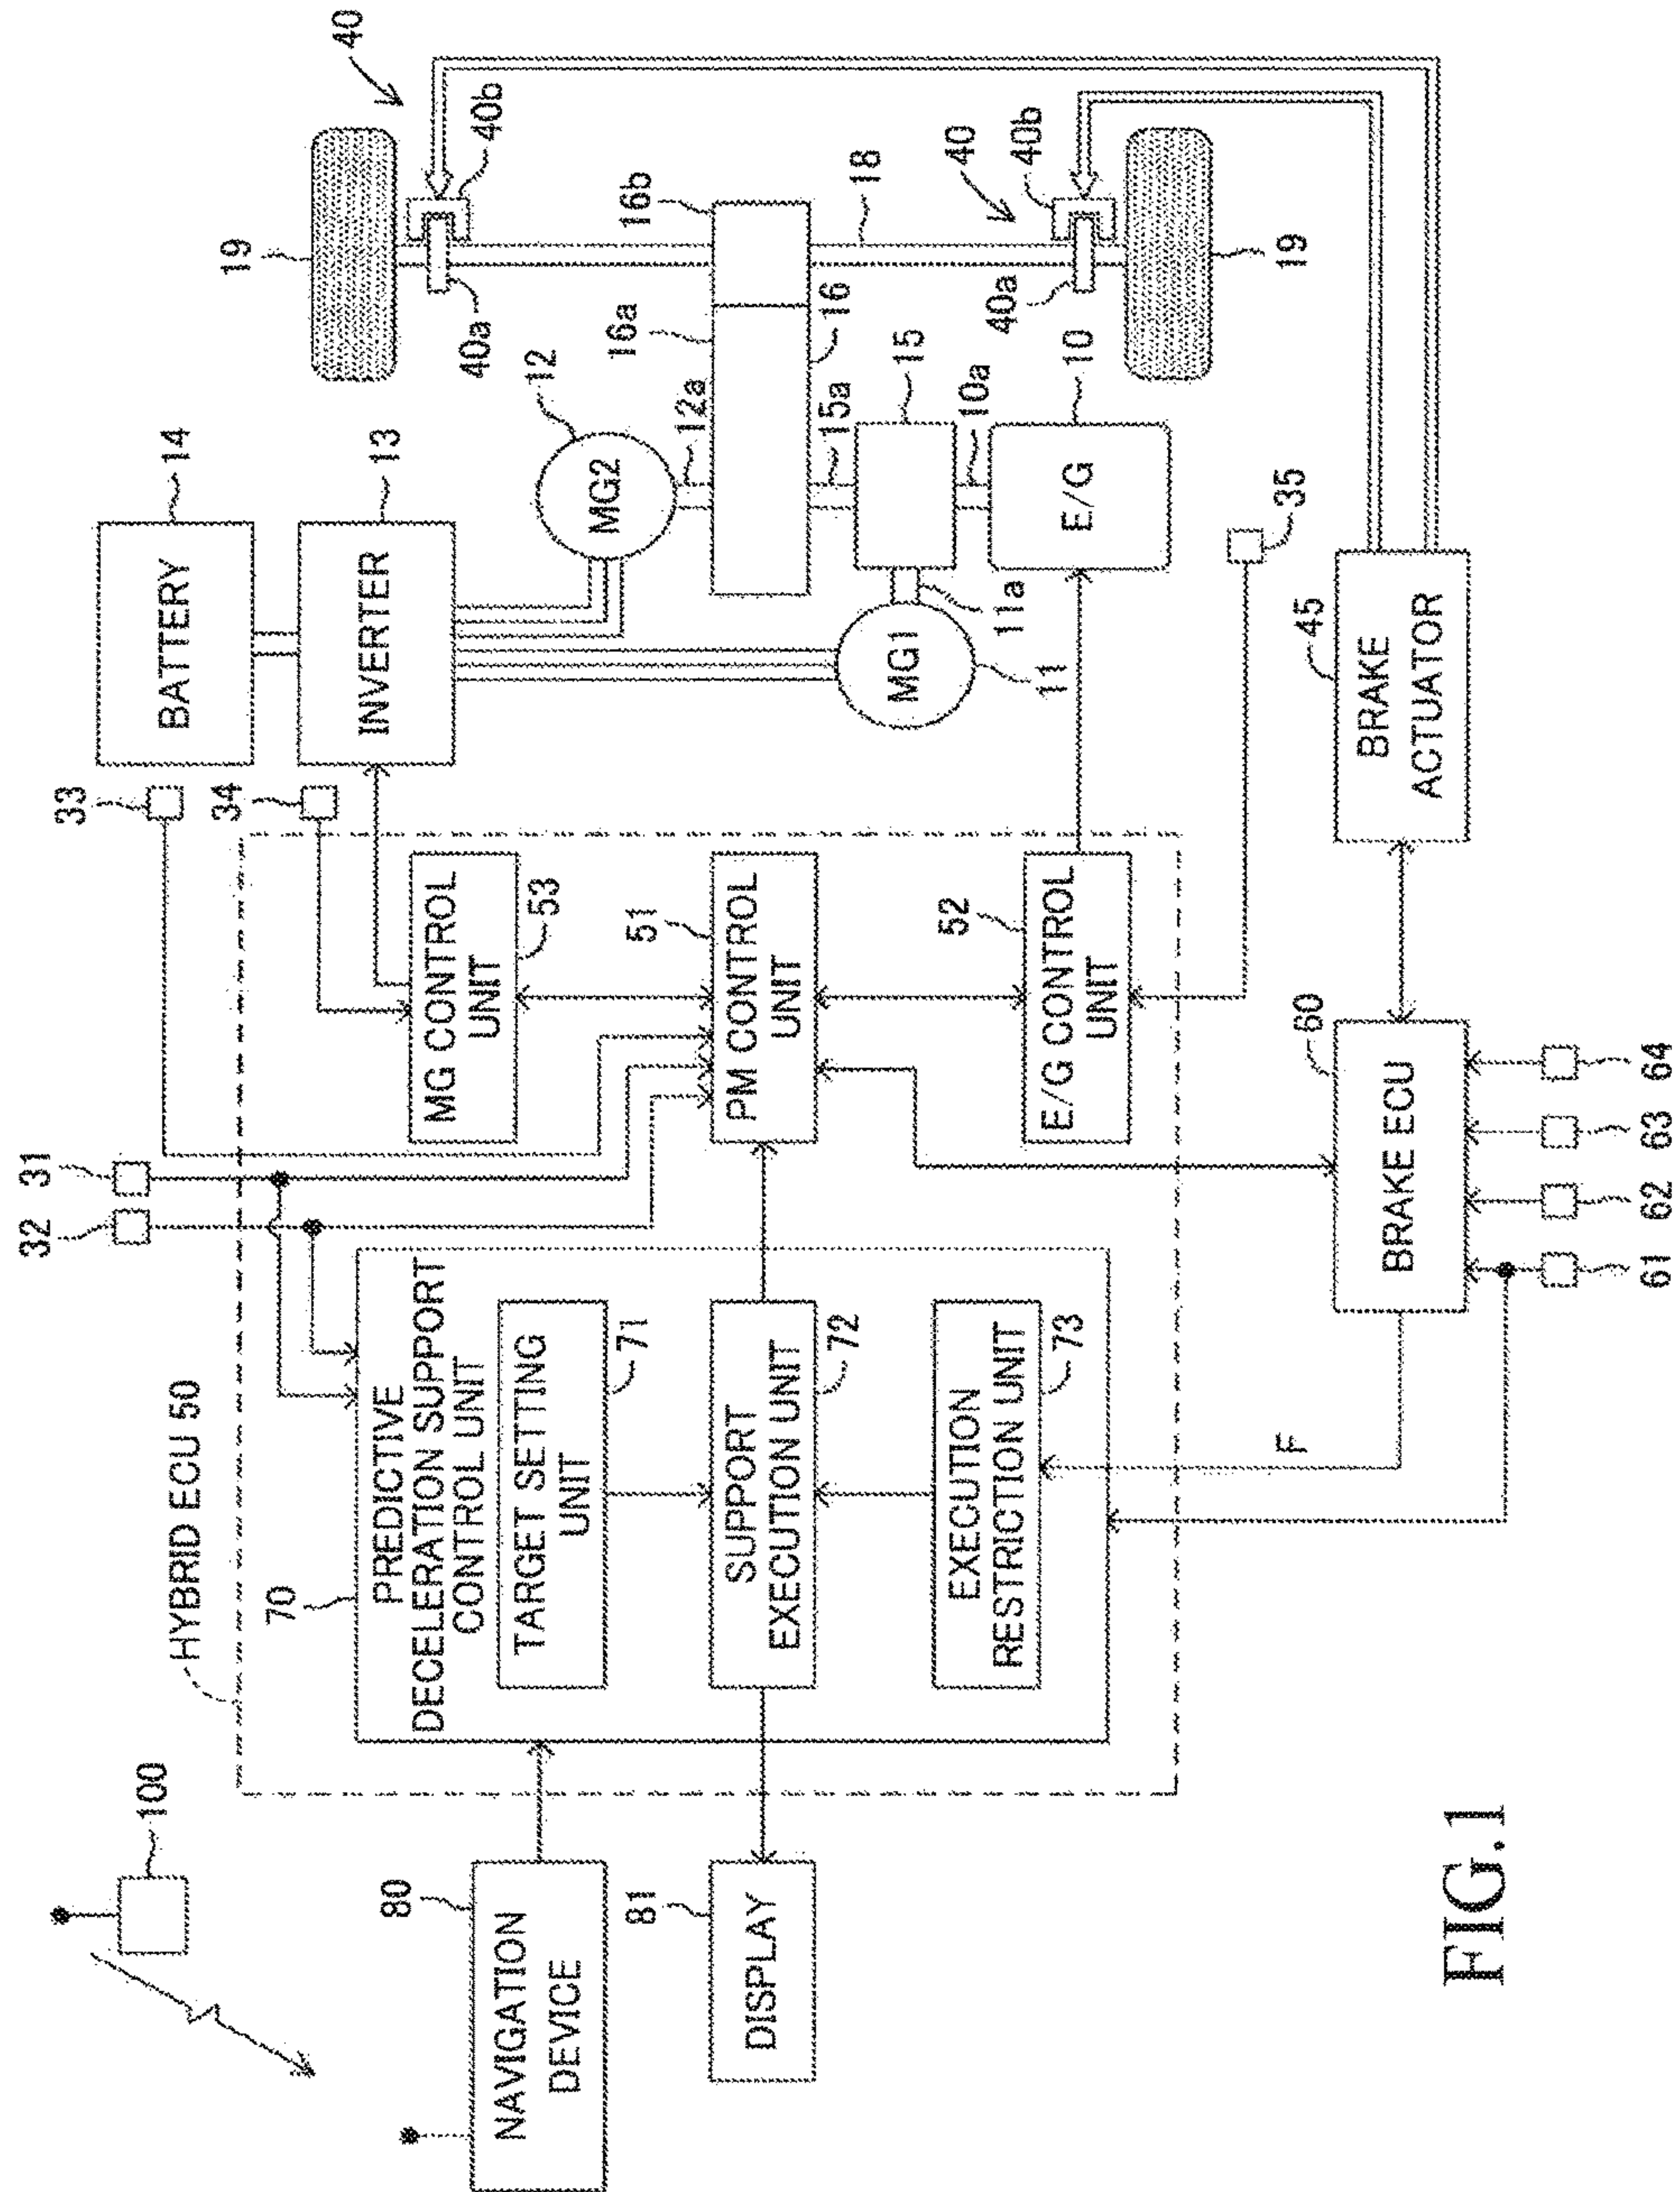 100
NAVIGATION
DEVICE
80
DISPLAY
81
HYBRID ECU 50
70
PREDICTIVE
DECELERATION SUPPORT
CONTROL UNIT
TARGET SETTING
UNIT
71
SUPPORT
EXECUTION UNIT
72
EXECUTION
RESTRICTION UNIT
73
F
32
31
33
34
MG CONTROL
UNIT
53
51
PM CONTROL
UNIT
52
E/G CONTROL
UNIT
60
BRAKE ECU
61
62
63
64
BATTERY
14
INVERTER
13
MG2
12
12a
MG1
11
11a
15a
15
10a
E/G
10
35
45
BRAKE
ACTUATOR
16a
16b
16
18
19
40a
40b
40
40a
40
40b
19
FIG.1